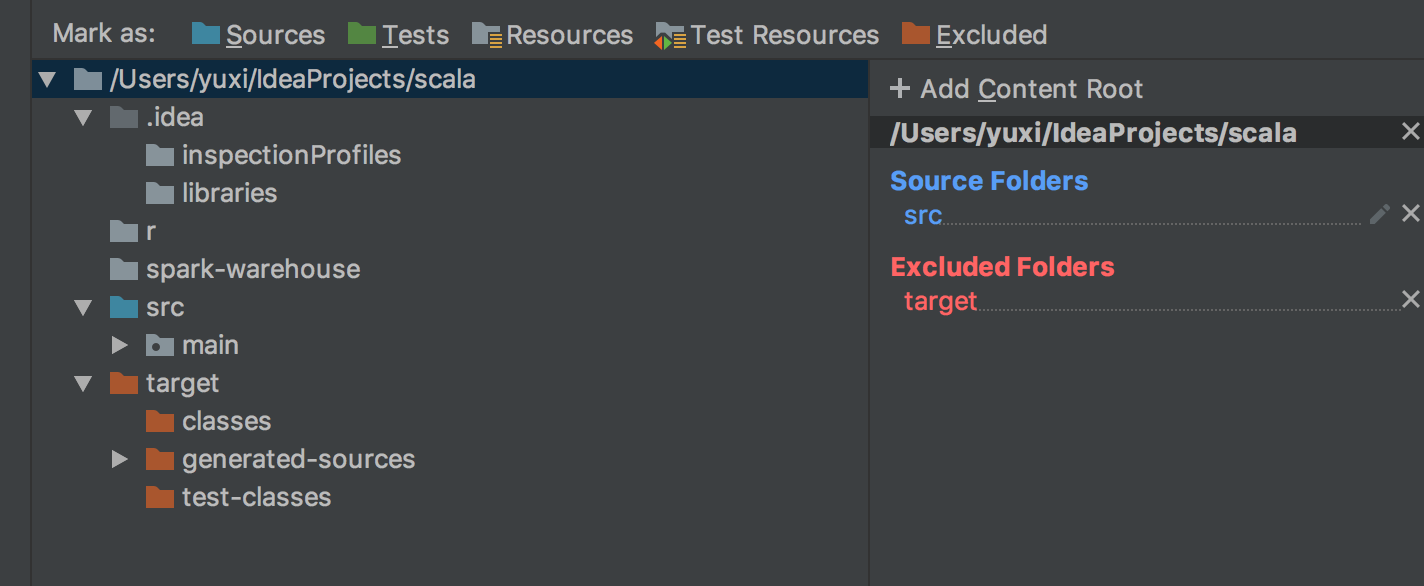 Mark as: Sources Tests Resources Test Resources Excluded
/Users/yuxi/IdeaProjects/scala
.idea
inspectionProfiles
libraries
r
spark-warehouse
src
main
target
classes
generated-sources
test-classes
+ Add Content Root
/Users/yuxi/IdeaProjects/scala
Source Folders
src
Excluded Folders
target